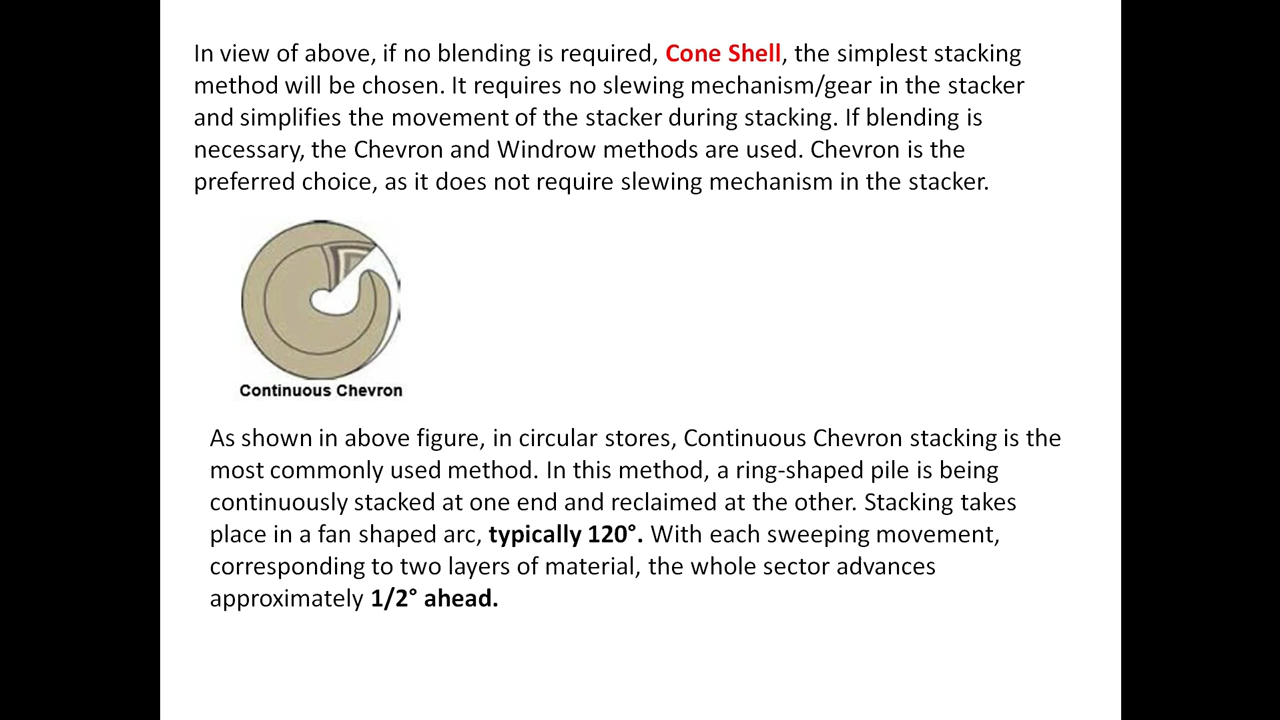 In view of above, if no blending is required, Cone Shell, the simplest stacking
method will be chosen. It requires no slewing mechanism/gear in the stacker
and simplifies the movement of the stacker during stacking. If blending is
necessary, the Chevron and Windrow methods are used. Chevron is the
preferred choice, as it does not require slewing mechanism in the stacker.
Continuous Chevron
As shown in above figure, in circular stores, Continuous Chevron stacking is the
most commonly used method. In this method, a ring-shaped pile is being
continuously stacked at one end and reclaimed at the other. Stacking takes
place in a fan shaped arc, typically 120°. With each sweeping movement,
corresponding to two layers of material, the whole sector advances
approximately 1/2° ahead.